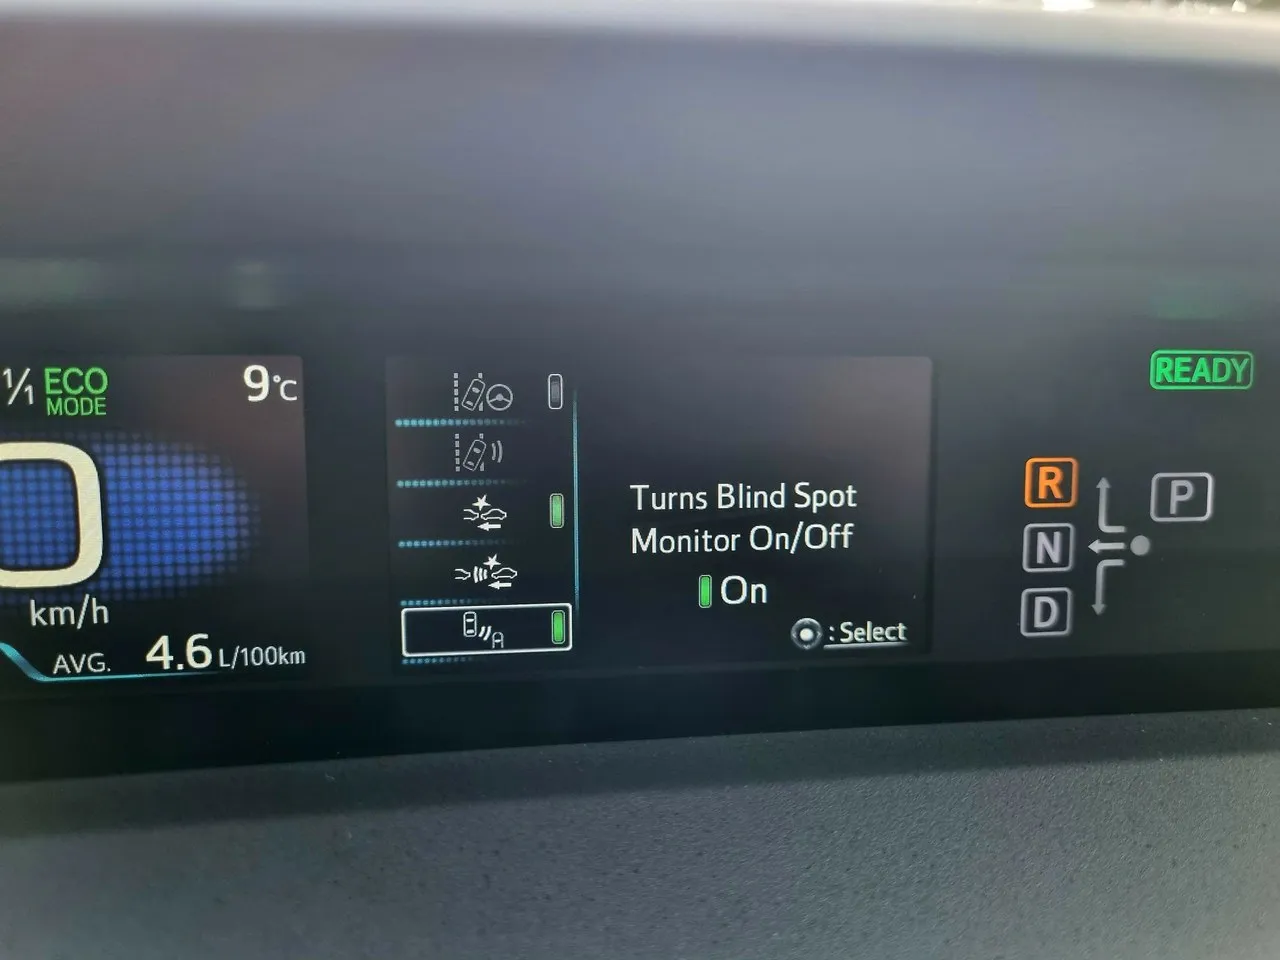 1/1 ECO
MODE
9°C
0
km/h
AVG. 4.6 L/100km
Turns Blind Spot
Monitor On/Off
On
:Select
READY
R
N
D
P